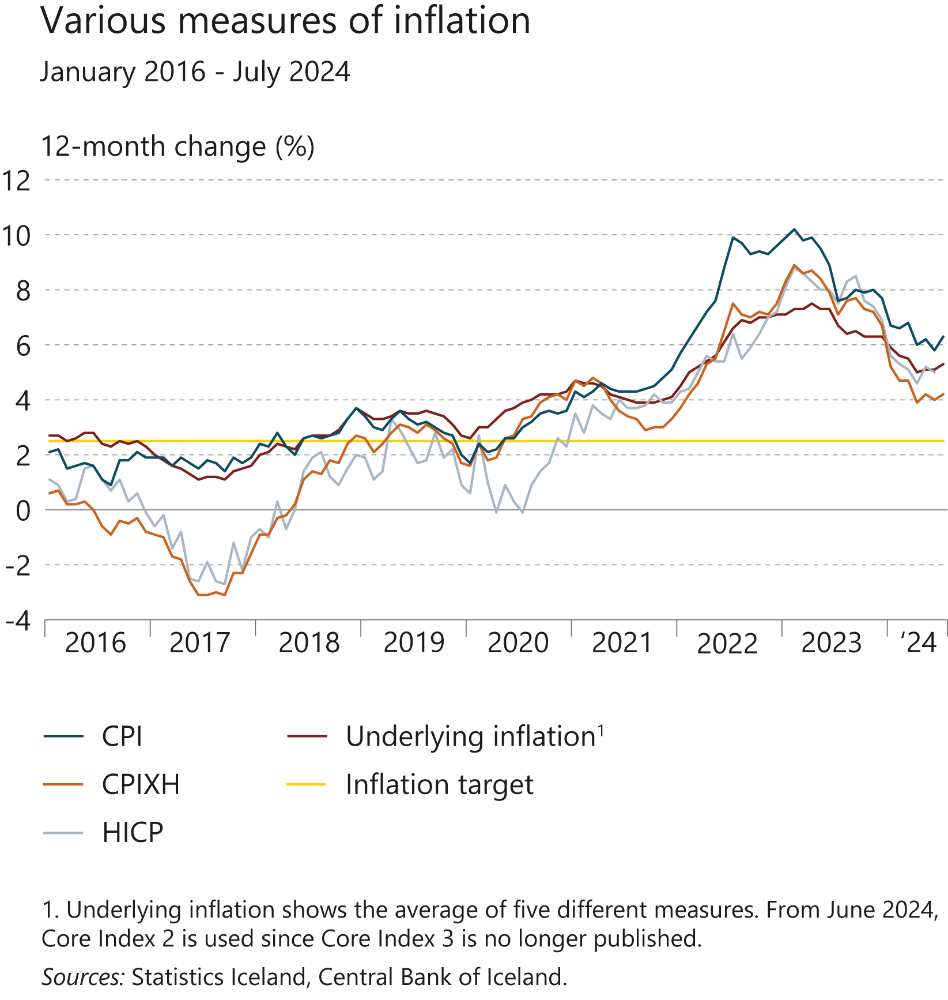 Various measures of inflation
January 2016 - July 2024
12-month change (%)
12
10
8
6
4
2
0
-2
-4
2016 2017 2018 2019 2020 2021 2022 2023 ‘24
CPI
Underlying inflation¹
CPIXH
Inflation target
HICP
1. Underlying inflation shows the average of five different measures. From June 2024,
Core Index 2 is used since Core Index 3 is no longer published.
Sources: Statistics Iceland, Central Bank of Iceland.